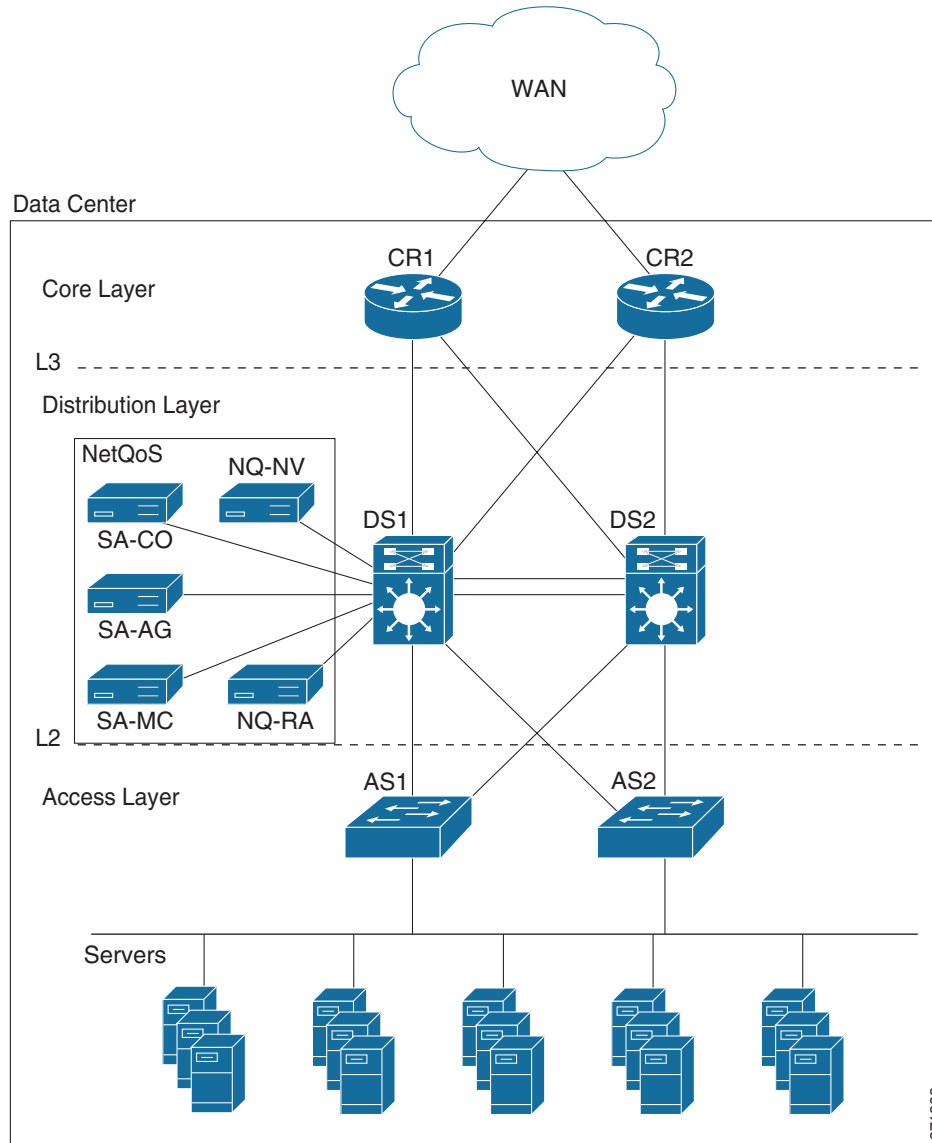 WAN
Data Center
CR1
CR2
Core Layer
L3
Distribution Layer
NetQoS
NQ-NV
DS1
DS2
SA-CO
SA-AG
SA-MC
NQ-RA
L2
AS1
AS2
Access Layer
Servers